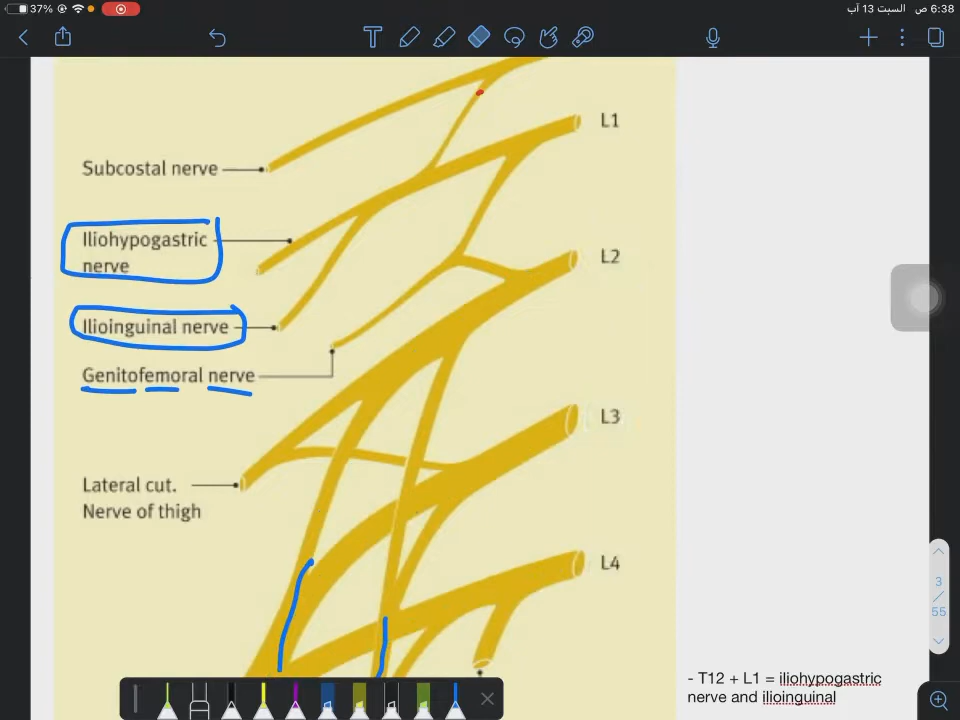 37%
السبت 13 آب
6:38 ص
L1
Subcostal nerve
Iliohypogastric
nerve
L2
Ilioinguinal nerve
Genitofemoral nerve
L3
Lateral cut.
Nerve of thigh
L4
3
/
55
- T12 + L1 = iliohypogastric
nerve and ilioinguinal